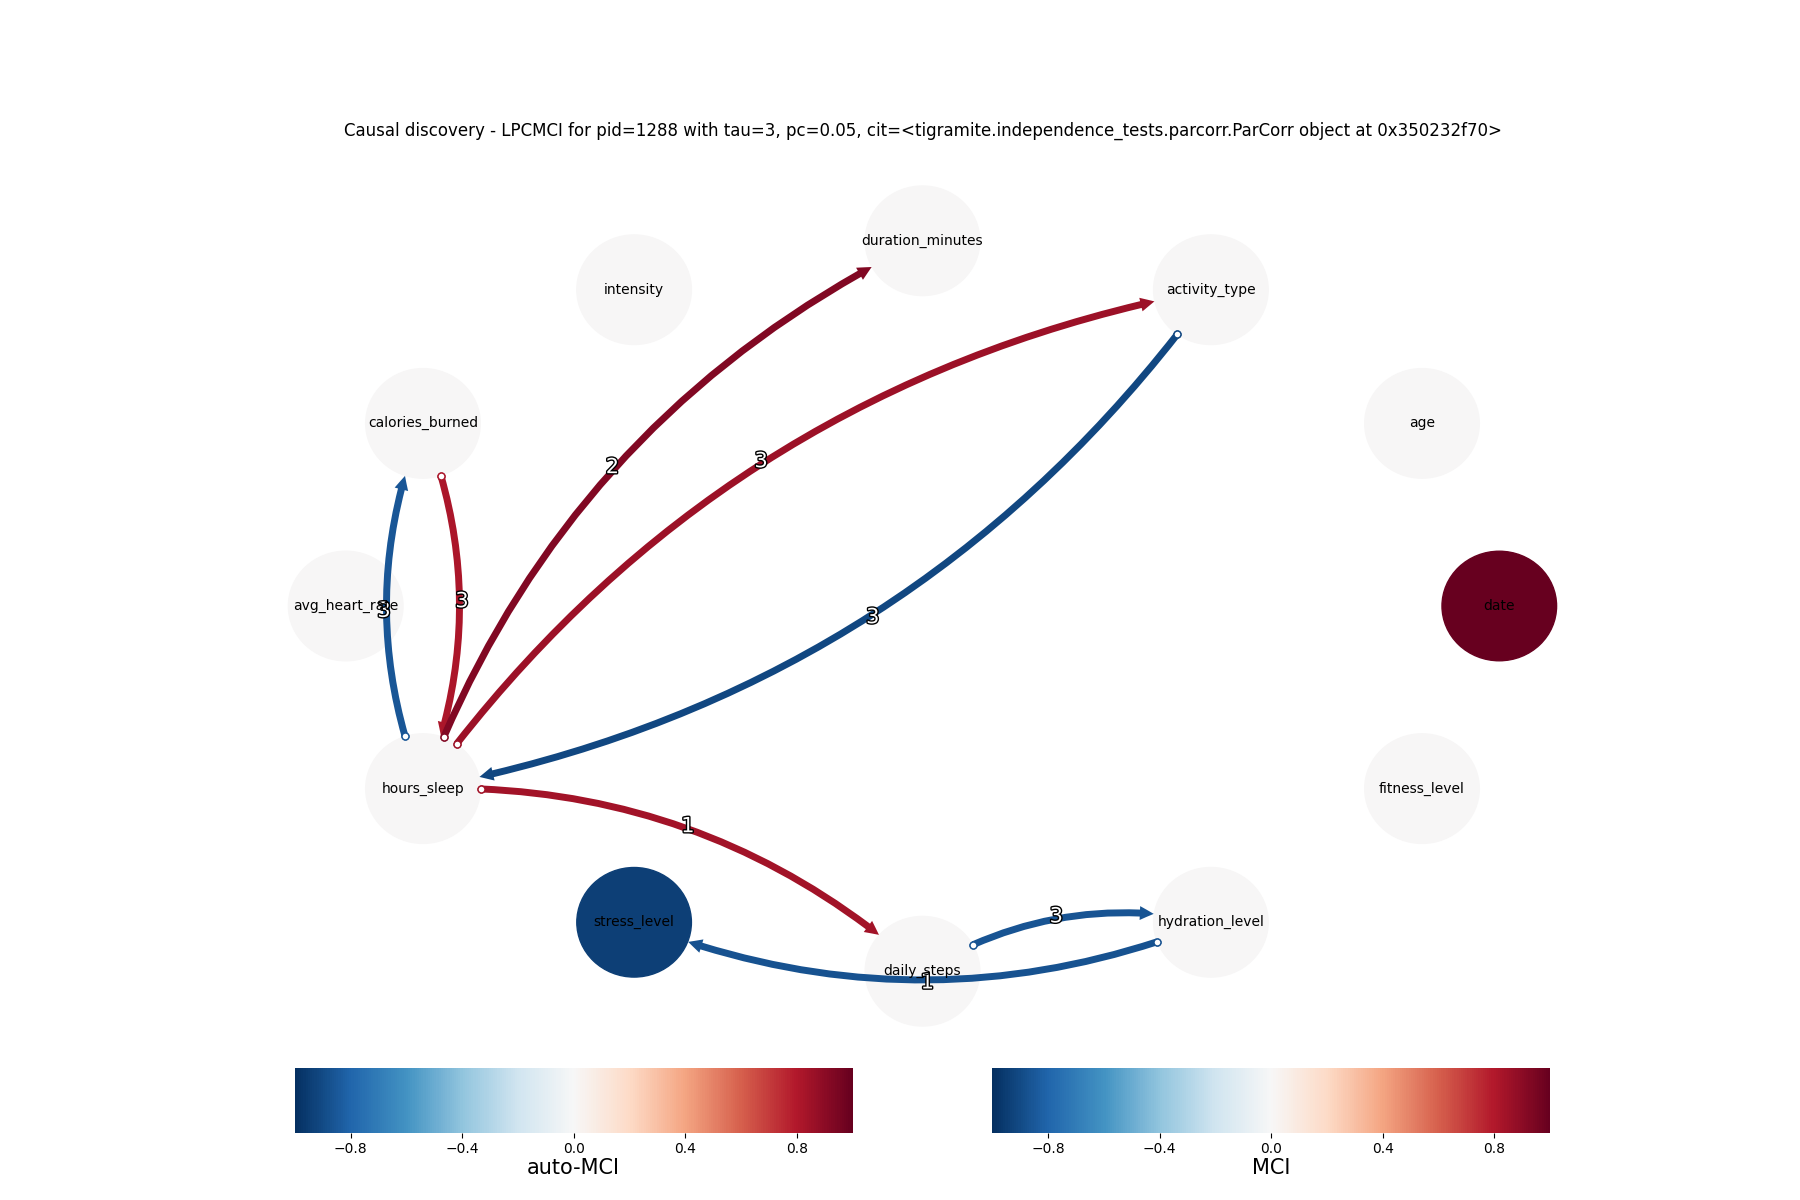 Causal discovery - LPCMCI for pid=1288 with tau=3, pc=0.05, cit=<tigramite.independence_tests.parcorr.ParCorr object at 0x350232f70>
duration_minutes
intensity
activity_type
calories_burned
age
2
3
avg_heart_rate
3
3
3
date
hours_sleep
fitness_level
1
stress_level
3
hydration_level
daily_steps
1
−0.8 −0.4 0.0 0.4 0.8
auto-MCI
−0.8 −0.4 0.0 0.4 0.8
MCI